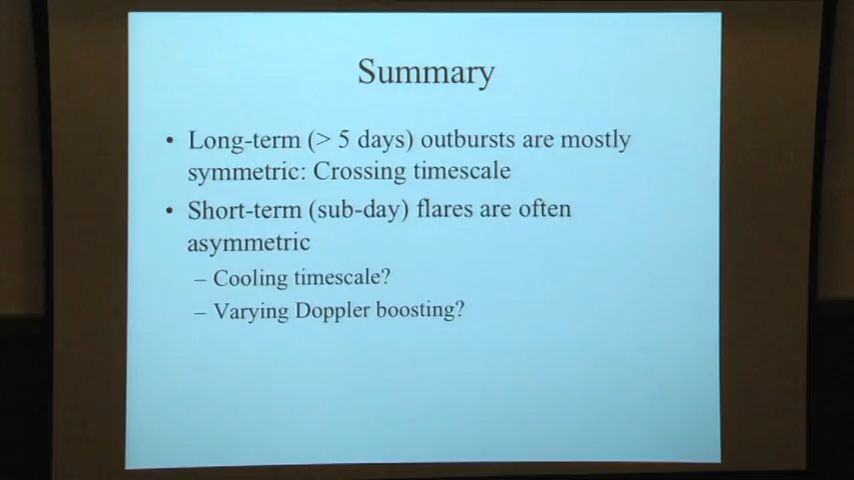 Summary
• Long-term (> 5 days) outbursts are mostly
symmetric: Crossing timescale
• Short-term (sub-day) flares are often
asymmetric
– Cooling timescale?
– Varying Doppler boosting?